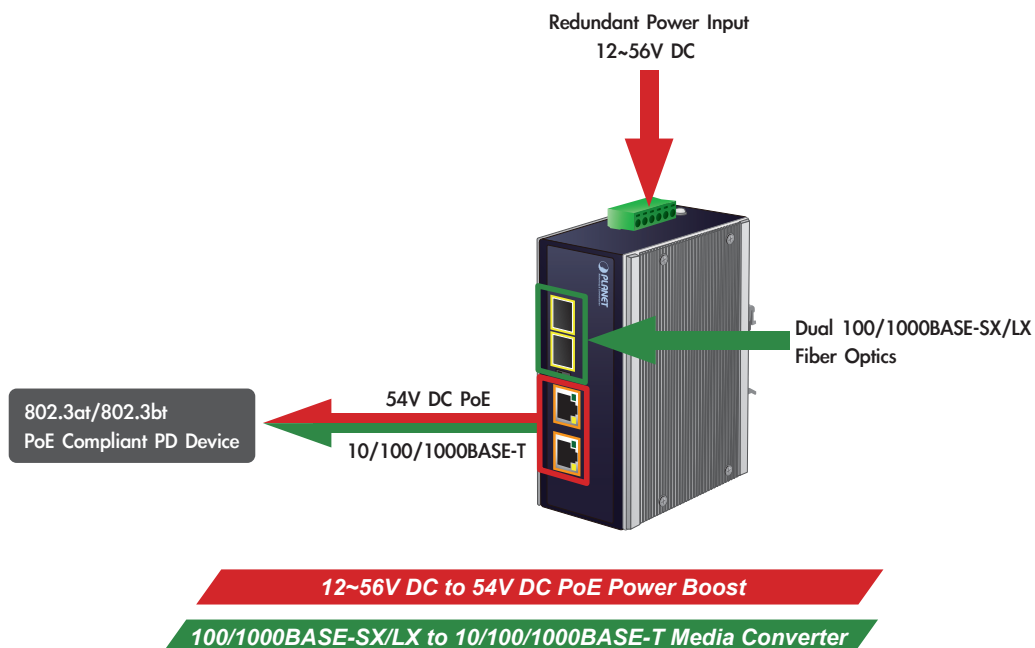 Redundant Power Input
12~56V DC
PLANET
Dual 100/1000BASE-SX/LX
Fiber Optics
54V DC PoE
802.3at/802.3bt
PoE Compliant PD Device
10/100/1000BASE-T
12~56V DC to 54V DC PoE Power Boost
100/1000BASE-SX/LX to 10/100/1000BASE-T Media Converter